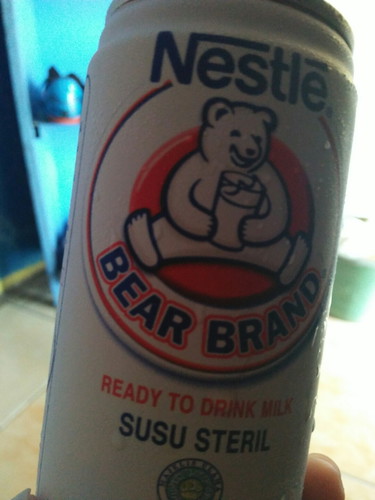 Nestlé
BEAR BRAND
READY TO DRINK MILK
SUSU STERIL